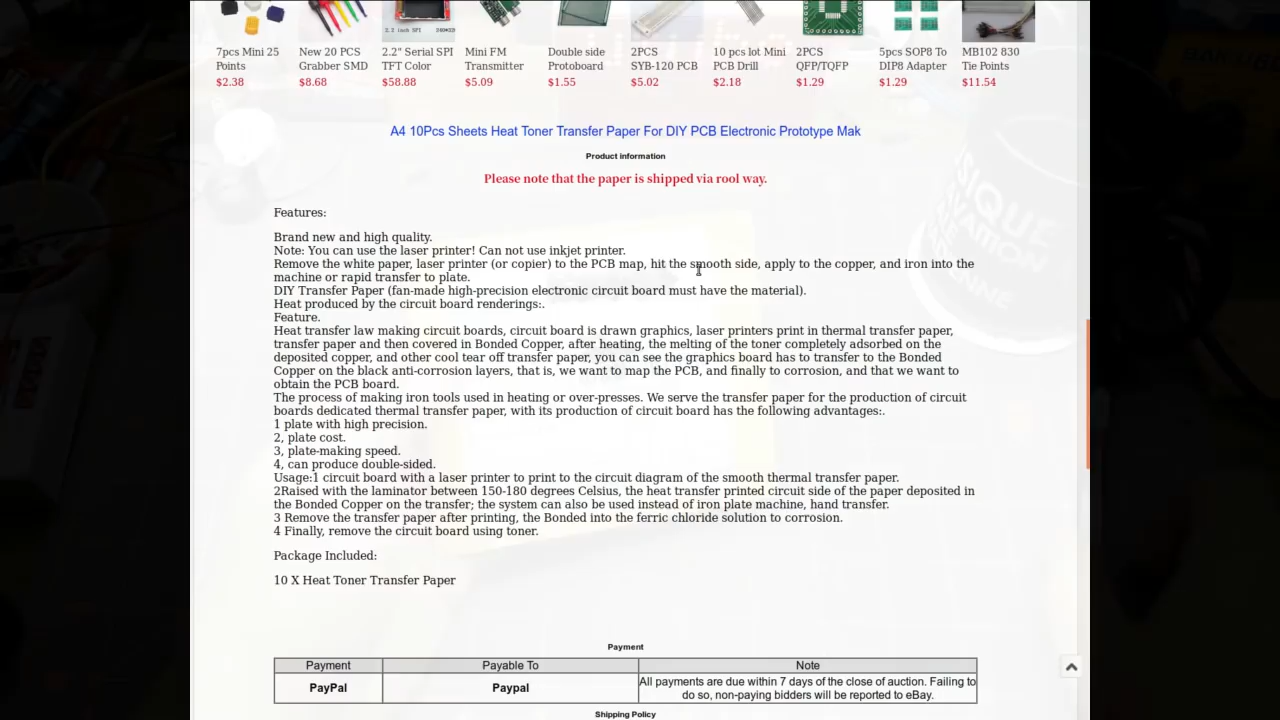 2.2 inch SPI
7pcs Mini 25 Points
$2.38
New 20 PCS Grabber SMD
$8.68
2.2" Serial SPI TFT Color
$58.88
Mini FM Transmitter
$5.09
Double side Protoboard
$1.55
2PCS SYB-120 PCB
$5.02
10 pcs lot Mini PCB Drill
$2.18
2PCS QFP/TQFP
$1.29
5pcs SOP8 To DIP8 Adapter
$1.29
MB102 830 Tie Points
$11.54
A4 10Pcs Sheets Heat Toner Transfer Paper For DIY PCB Electronic Prototype Mak
Product information
Please note that the paper is shipped via rool way.
Features:
Brand new and high quality.
Note: You can use the laser printer! Can not use inkjet printer.
Remove the white paper, laser printer (or copier) to the PCB map, hit the smooth side, apply to the copper, and iron into the
machine or rapid transfer to plate.
DIY Transfer Paper (fan-made high-precision electronic circuit board must have the material).
Heat produced by the circuit board renderings:.
Feature.
Heat transfer law making circuit boards, circuit board is drawn graphics, laser printers print in thermal transfer paper,
transfer paper and then covered in Bonded Copper, after heating, the melting of the toner completely adsorbed on the
deposited copper, and other cool tear off transfer paper, you can see the graphics board has to transfer to the Bonded
Copper on the black anti-corrosion layers, that is, we want to map the PCB, and finally to corrosion, and that we want to
obtain the PCB board.
The process of making iron tools used in heating or over-presses. We serve the transfer paper for the production of circuit
boards dedicated thermal transfer paper, with its production of circuit board has the following advantages:.
1 plate with high precision.
2, plate cost.
3, plate-making speed.
4, can produce double-sided.
Usage:1 circuit board with a laser printer to print to the circuit diagram of the smooth thermal transfer paper.
2Raised with the laminator between 150-180 degrees Celsius, the heat transfer printed circuit side of the paper deposited in
the Bonded Copper on the transfer; the system can also be used instead of iron plate machine, hand transfer.
3 Remove the transfer paper after printing, the Bonded into the ferric chloride solution to corrosion.
4 Finally, remove the circuit board using toner.
Package Included:
10 X Heat Toner Transfer Paper
Payment
Payment Payable To Note
PayPal Paypal All payments are due within 7 days of the close of auction. Failing to
do so, non-paying bidders will be reported to eBay.
Shipping Policy